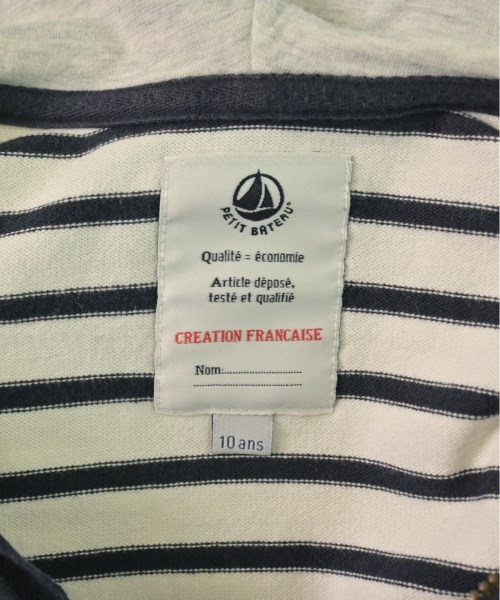 PETIT BATEAU
Qualité = économie
Article déposé,
testé et qualifié
CREATION FRANCAISE
Nom:
10 ans